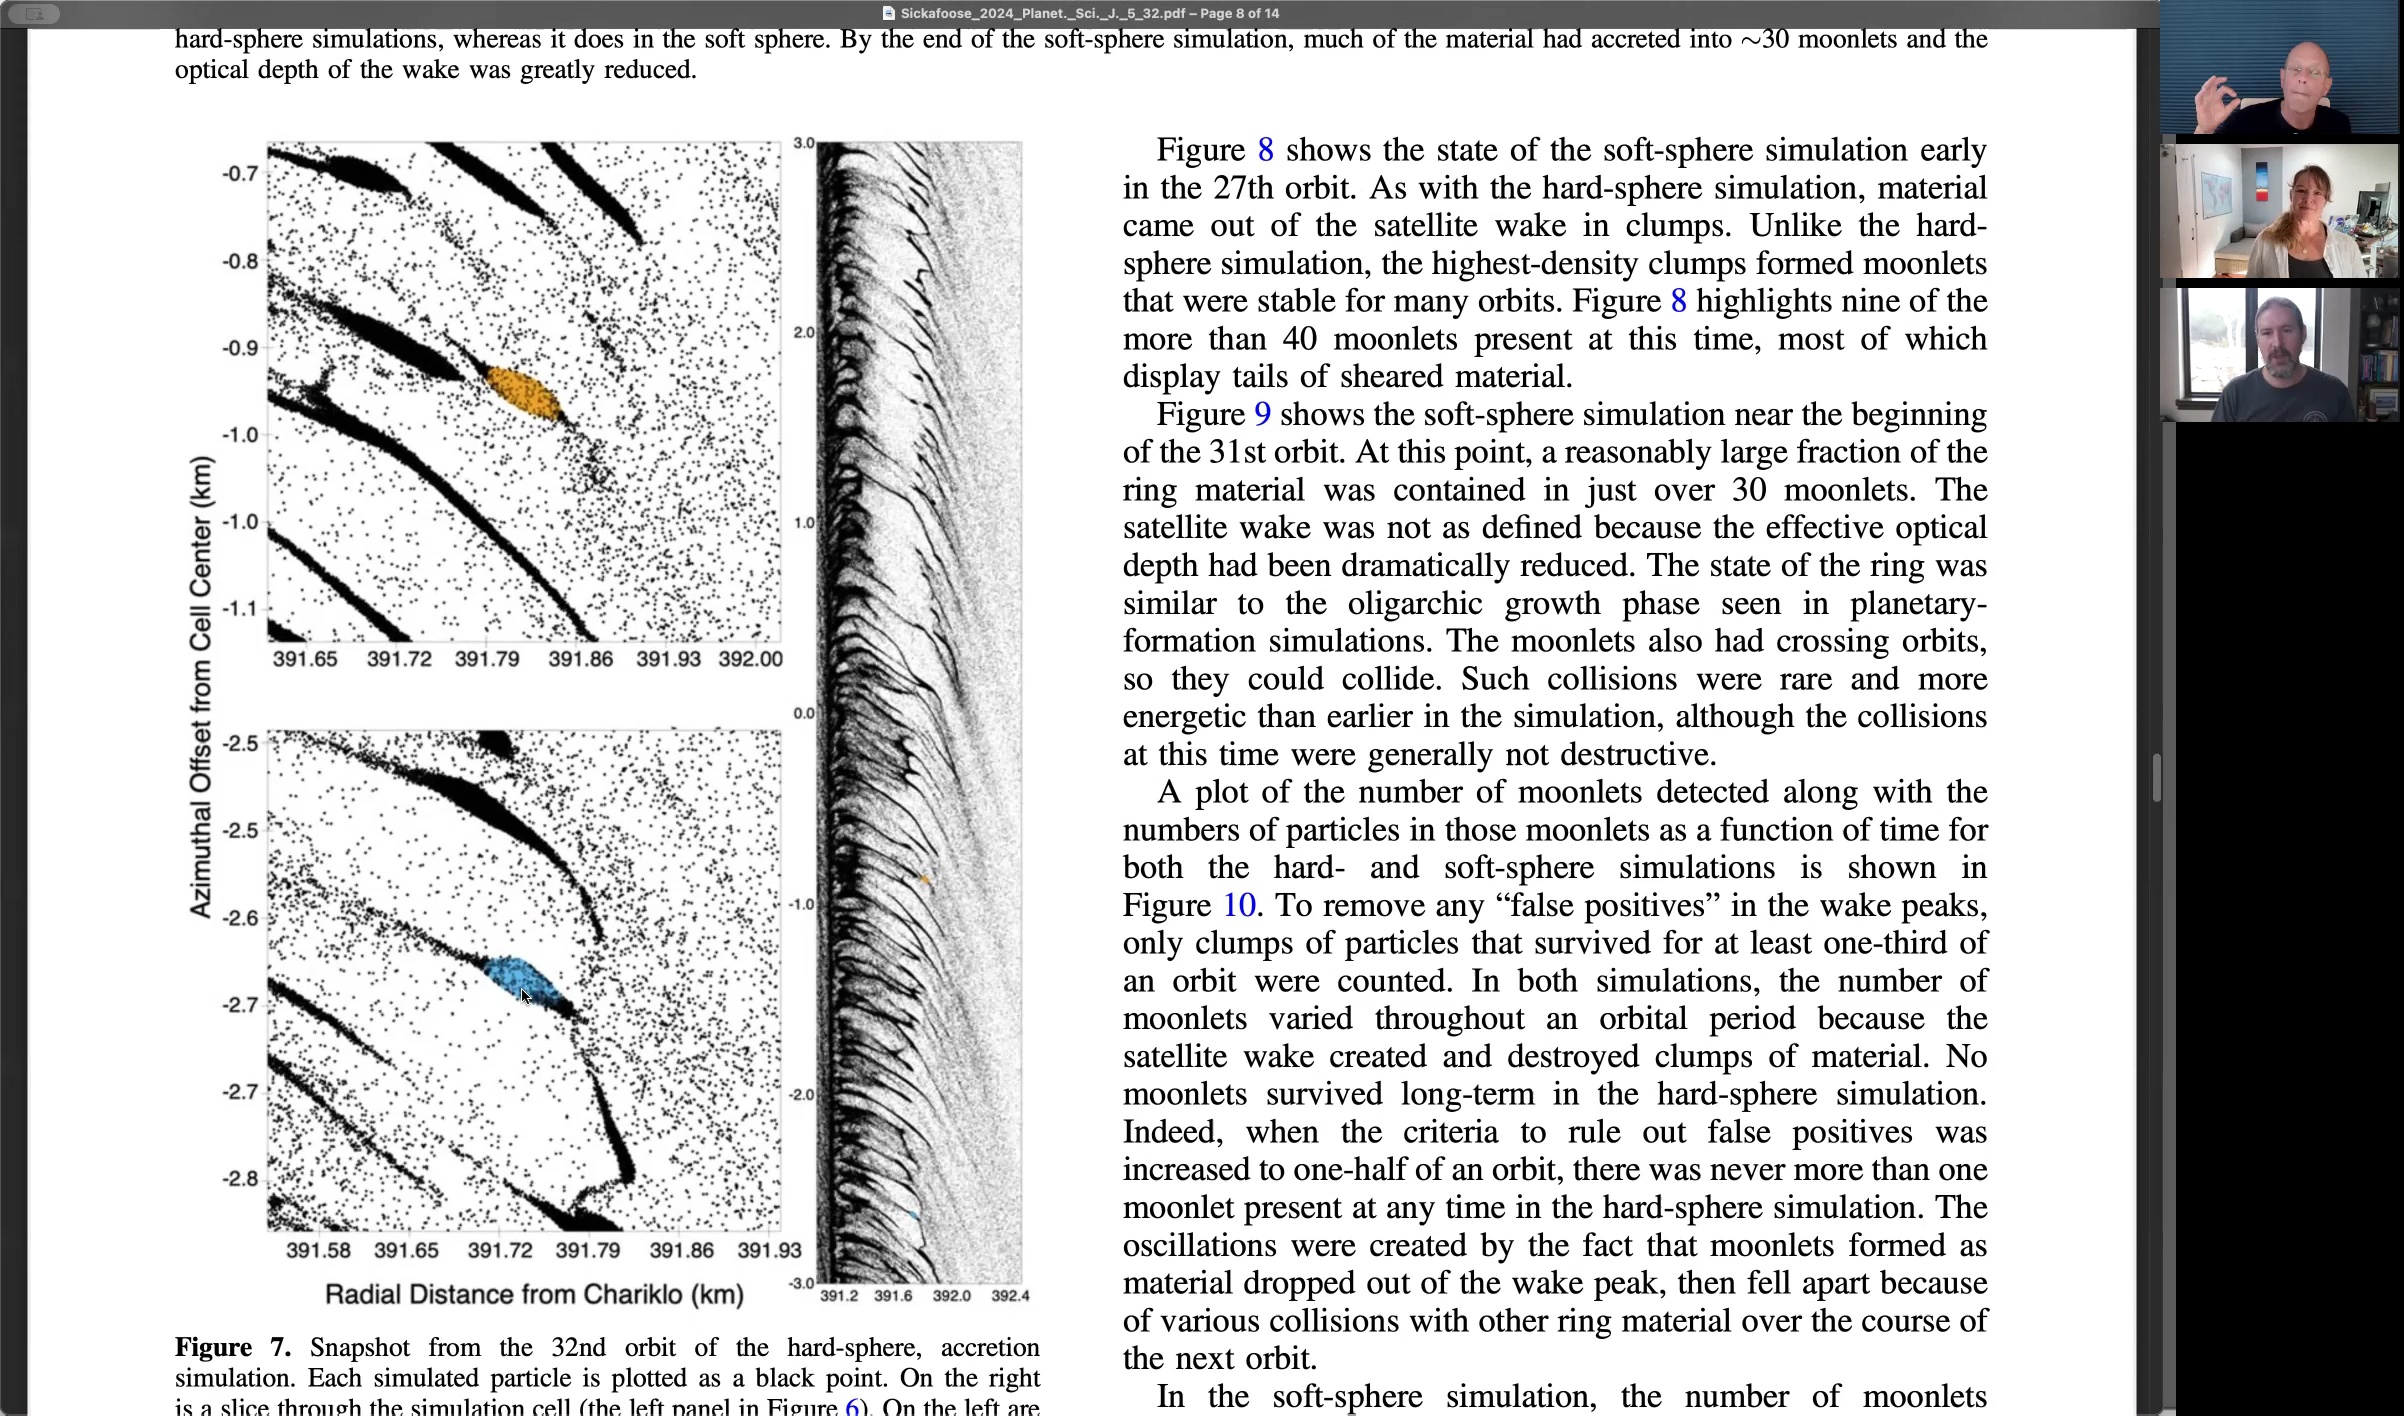 Sickafoose_2024_Planet._Sci._J._5_32.pdf – Page 8 of 14
hard-sphere simulations, whereas it does in the soft sphere. By the end of the soft-sphere simulation, much of the material had accreted into ∼30 moonlets and the
optical depth of the wake was greatly reduced.
Azimuthal Offset from Cell Center (km)
-0.7
-0.8
-0.9
-1.0
-1.0
-1.1
391.65 391.72 391.79 391.86 391.93 392.00
-2.5
-2.5
-2.6
-2.7
-2.7
-2.8
391.58 391.65 391.72 391.79 391.86 391.93
Radial Distance from Chariklo (km)
3.0
2.0
1.0
0.0
-1.0
-2.0
-3.0
391.2 391.6 392.0 392.4
Figure 7. Snapshot from the 32nd orbit of the hard-sphere, accretion
simulation. Each simulated particle is plotted as a black point. On the right
is a slice through the simulation cell (the left panel in Figure 6). On the left are
Figure 8 shows the state of the soft-sphere simulation early
in the 27th orbit. As with the hard-sphere simulation, material
came out of the satellite wake in clumps. Unlike the hard-
sphere simulation, the highest-density clumps formed moonlets
that were stable for many orbits. Figure 8 highlights nine of the
more than 40 moonlets present at this time, most of which
display tails of sheared material.
Figure 9 shows the soft-sphere simulation near the beginning
of the 31st orbit. At this point, a reasonably large fraction of the
ring material was contained in just over 30 moonlets. The
satellite wake was not as defined because the effective optical
depth had been dramatically reduced. The state of the ring was
similar to the oligarchic growth phase seen in planetary-
formation simulations. The moonlets also had crossing orbits,
so they could collide. Such collisions were rare and more
energetic than earlier in the simulation, although the collisions
at this time were generally not destructive.
A plot of the number of moonlets detected along with the
numbers of particles in those moonlets as a function of time for
both the hard- and soft-sphere simulations is shown in
Figure 10. To remove any “false positives” in the wake peaks,
only clumps of particles that survived for at least one-third of
an orbit were counted. In both simulations, the number of
moonlets varied throughout an orbital period because the
satellite wake created and destroyed clumps of material. No
moonlets survived long-term in the hard-sphere simulation.
Indeed, when the criteria to rule out false positives was
increased to one-half of an orbit, there was never more than one
moonlet present at any time in the hard-sphere simulation. The
oscillations were created by the fact that moonlets formed as
material dropped out of the wake peak, then fell apart because
of various collisions with other ring material over the course of
the next orbit.
In the soft-sphere simulation, the number of moonlets